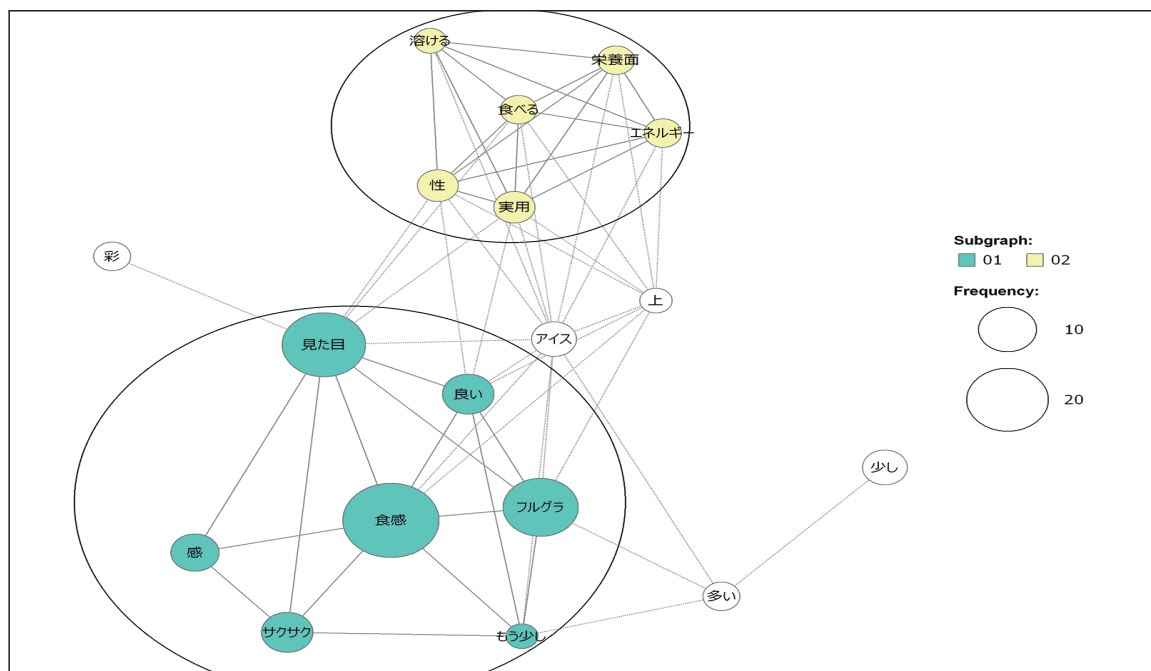 溶ける
栄養面
食べる
エネルギー
性
実用
彩
Subgraph:
01 02
上
Frequency:
10
アイス
見た目
良い
20
少し
フルグラ
食感
感
多い
サクサク
もう少し